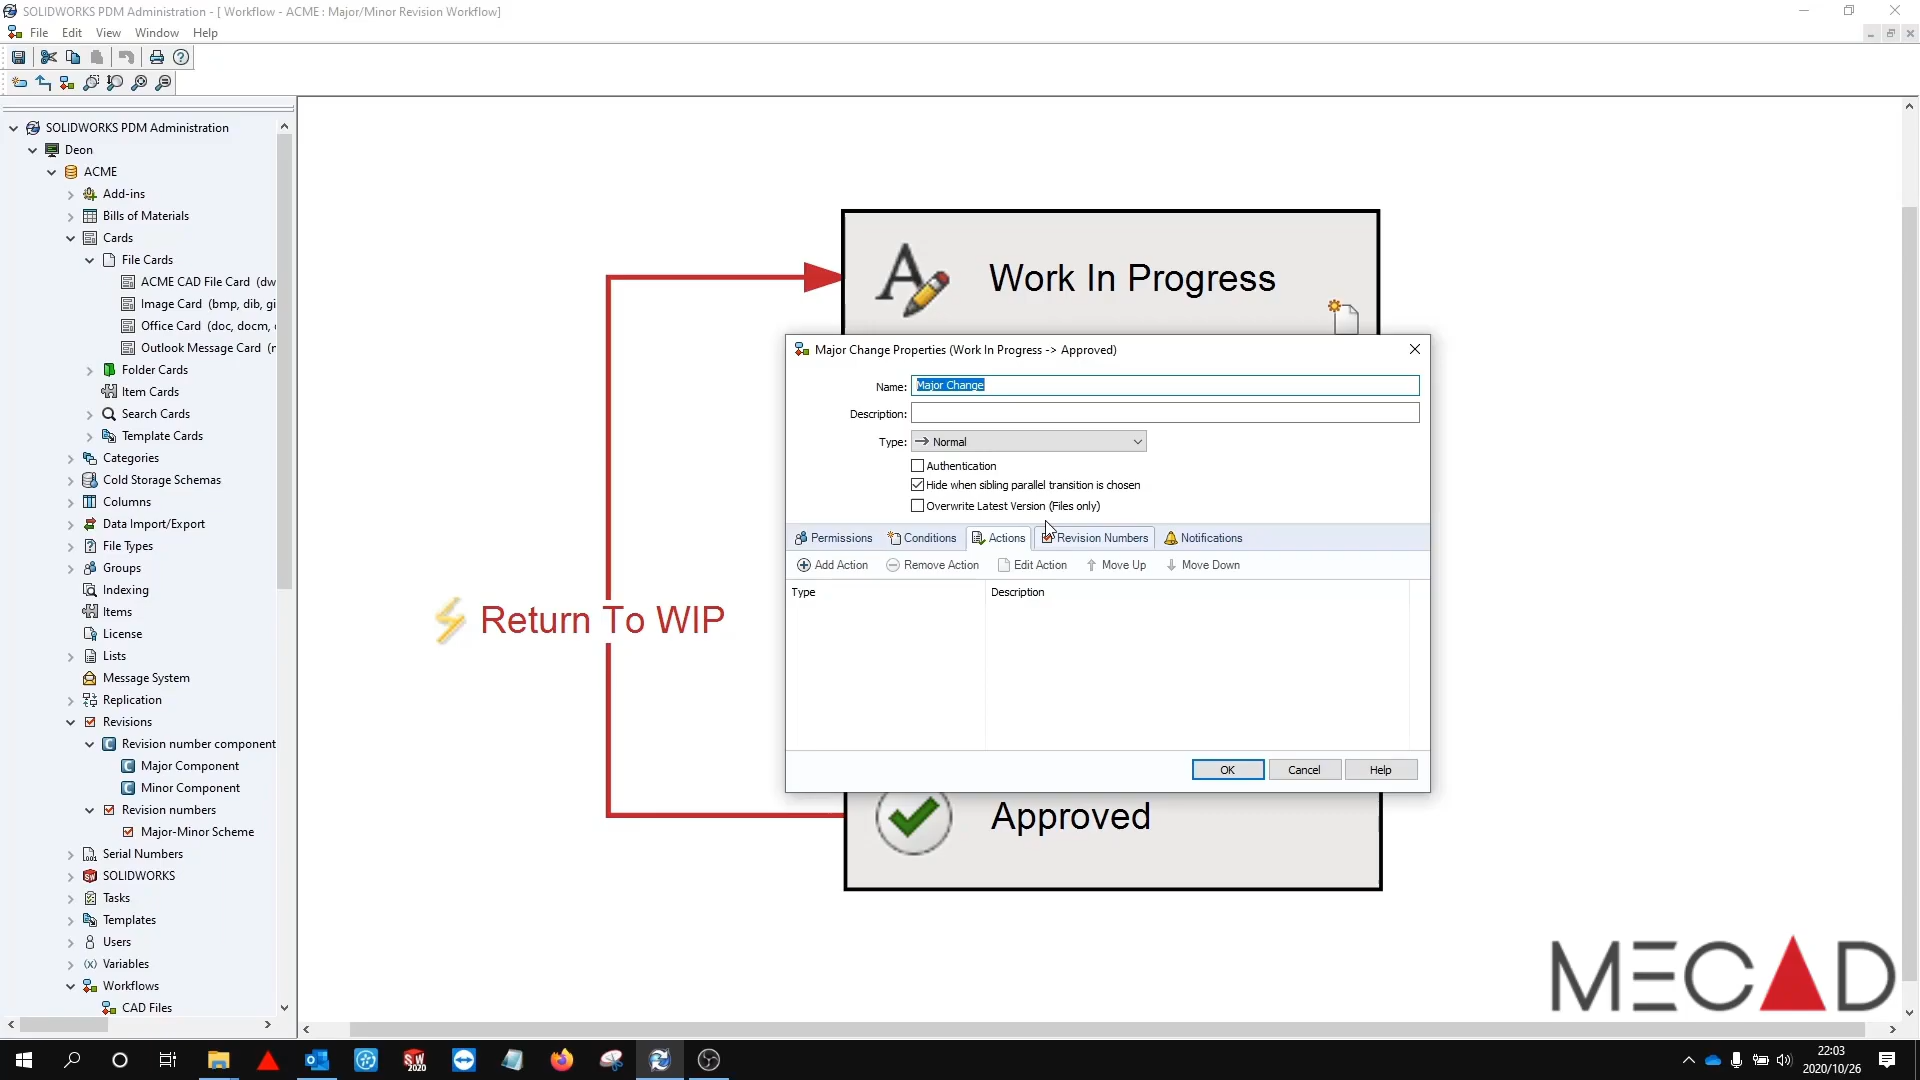 SOLIDWORKS PDM Administration - [ Workflow - ACME : Major/Minor Revision Workflow]
File Edit View Window Help
SOLIDWORKS PDM Administration
Deon
ACME
Add-ins
Bills of Materials
Cards
File Cards
ACME CAD File Card (dw
Image Card (bmp, dib, gi
Office Card (doc, docm,
Outlook Message Card (
Folder Cards
Item Cards
Search Cards
Template Cards
Categories
Cold Storage Schemas
Columns
Data Import/Export
File Types
Groups
Indexing
Items
License
Lists
Message System
Replication
Revisions
Revision number component
Major Component
Minor Component
Revision numbers
Major-Minor Scheme
Serial Numbers
SOLIDWORKS
Tasks
Templates
Users
Variables
Workflows
CAD Files
Work In Progress
Return To WIP
Major Change Properties (Work In Progress -> Approved)
Name: Major Change
Description:
Type: Normal
Authentication
Hide when sibling parallel transition is chosen
Overwrite Latest Version (Files only)
Permissions Conditions Actions Revision Numbers Notifications
Add Action Remove Action Edit Action Move Up Move Down
Type Description
OK Cancel Help
Approved
MECAD
22:03
2020/10/26